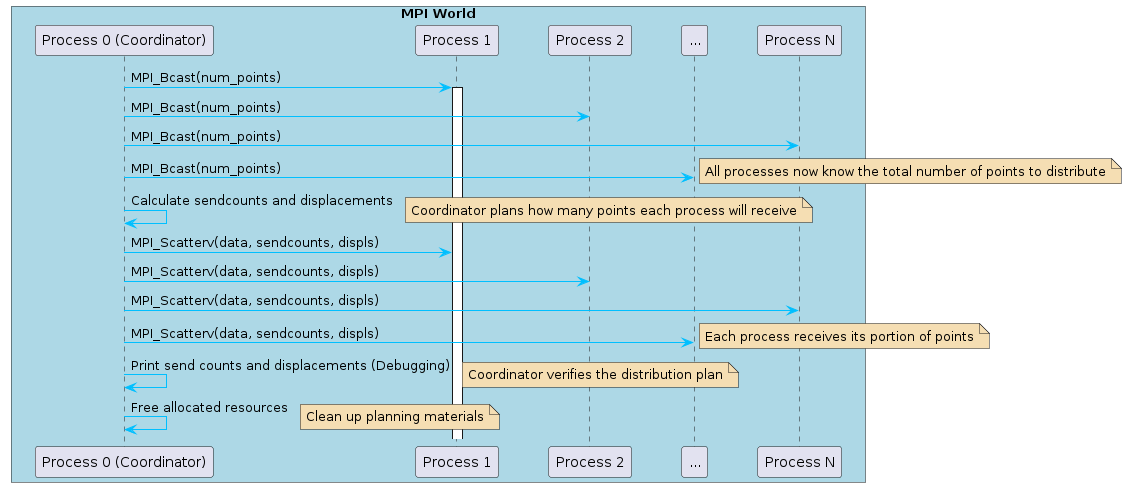 MPI World
Process 0 (Coordinator)
Process 1
Process 2
...
Process N
MPI_Bcast(num_points)
MPI_Bcast(num_points)
MPI_Bcast(num_points)
MPI_Bcast(num_points)
All processes now know the total number of points to distribute
Calculate sendcounts and displacements
Coordinator plans how many points each process will receive
MPI_Scatterv(data, sendcounts, displs)
MPI_Scatterv(data, sendcounts, displs)
MPI_Scatterv(data, sendcounts, displs)
MPI_Scatterv(data, sendcounts, displs)
Each process receives its portion of points
Print send counts and displacements (Debugging)
Coordinator verifies the distribution plan
Free allocated resources
Clean up planning materials
Process 0 (Coordinator)
Process 1
Process 2
...
Process N